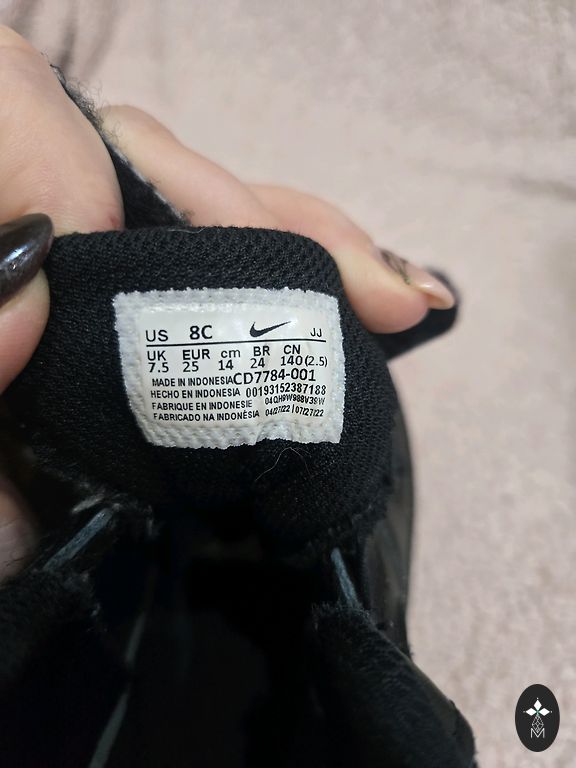 US 8C JJ
UK EUR cm BR CN
7.5 25 14 24 140(2.5)
MADE IN INDONESIA CD7784-001
HECHO EN INDONESIA 00193152387188
FABRIQUE EN INDONESIE
FABRICADO NA INDONÉSIA 04/27/22 | 07/27/22
M